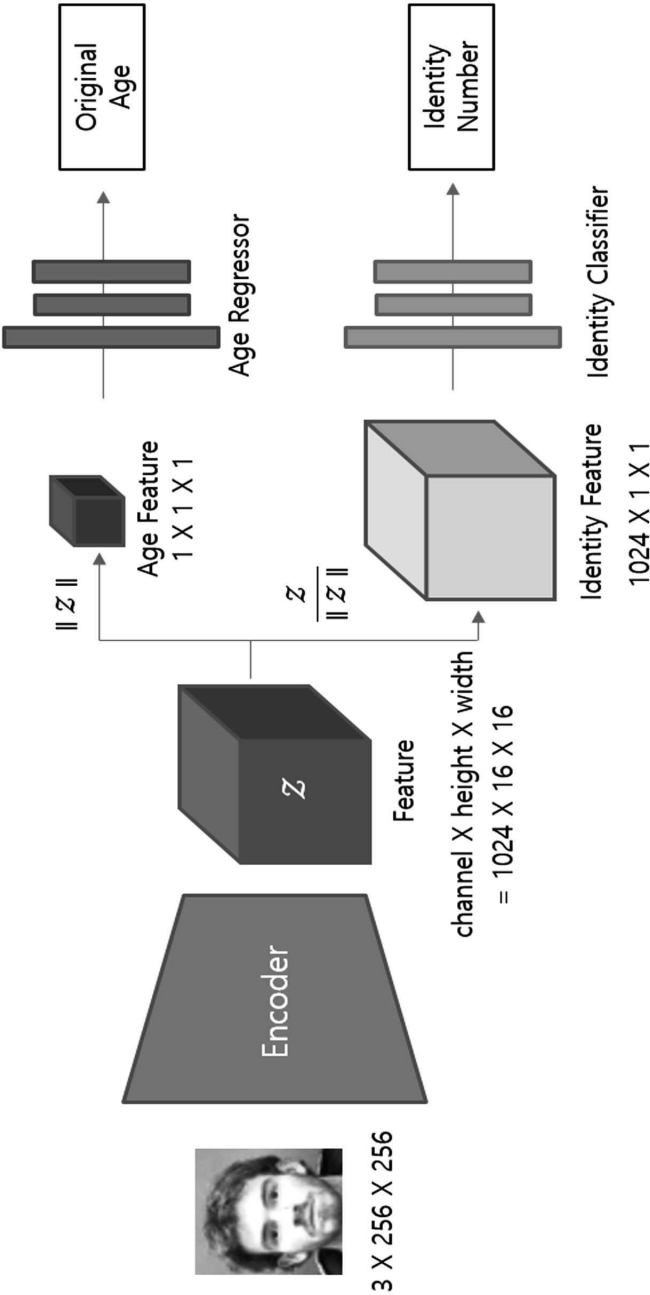 3 X 256 X 256
Encoder
𝓏
Feature
channel X height X width
= 1024 X 16 X 16
‖ 𝓏 ‖
Age Feature
1 X 1 X 1
𝓏
‖ 𝓏 ‖
Identity Feature
1024 X 1 X 1
Age Regressor
Identity Classifier
Original
Age
Identity
Number